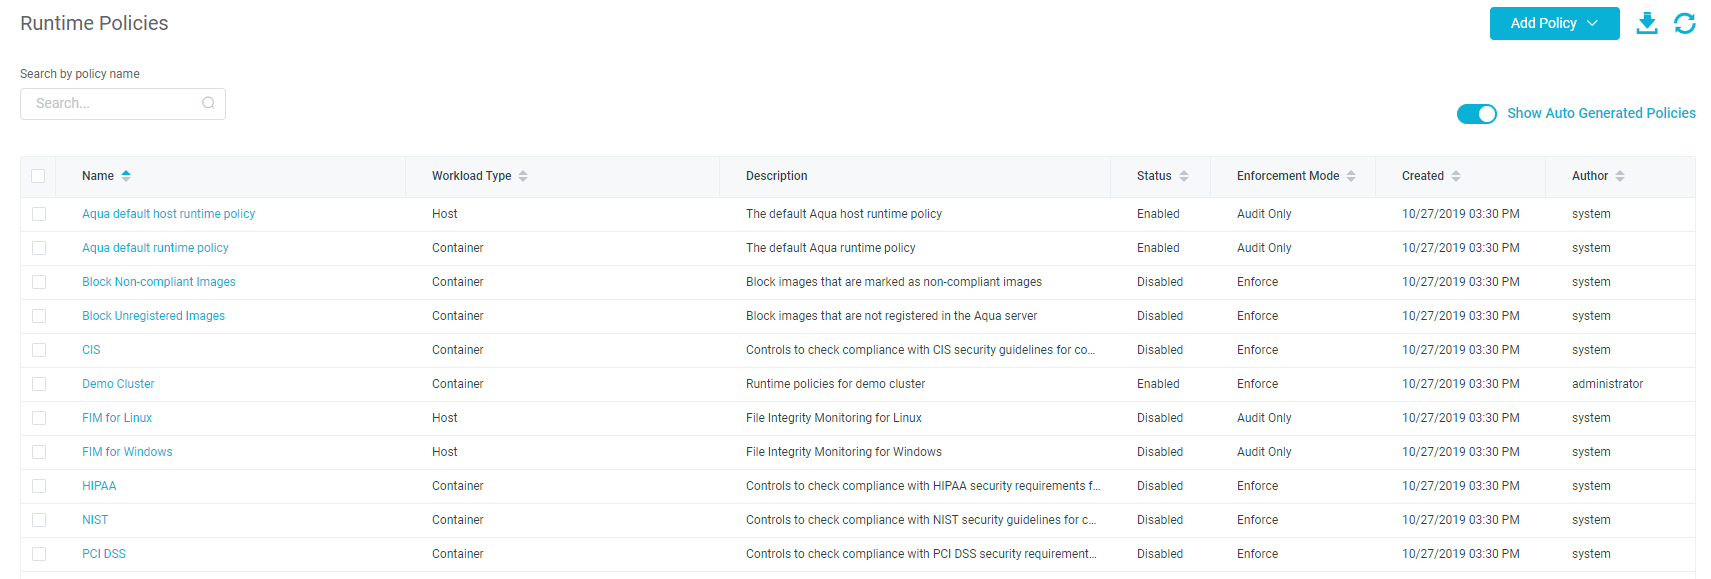 Runtime Policies
Add Policy
Search by policy name
Search...
Show Auto Generated Policies
Name Workload Type Description Status Enforcement Mode Created Author
Aqua default host runtime policy Host The default Aqua host runtime policy Enabled Audit Only 10/27/2019 03:30 PM system
Aqua default runtime policy Container The default Aqua runtime policy Enabled Audit Only 10/27/2019 03:30 PM system
Block Non-compliant Images Container Block images that are marked as non-compliant images Disabled Enforce 10/27/2019 03:30 PM system
Block Unregistered Images Container Block images that are not registered in the Aqua server Disabled Enforce 10/27/2019 03:30 PM system
CIS Container Controls to check compliance with CIS security guidelines for co... Disabled Enforce 10/27/2019 03:30 PM system
Demo Cluster Container Runtime policies for demo cluster Enabled Enforce 10/27/2019 03:30 PM administrator
FIM for Linux Host File Integrity Monitoring for Linux Disabled Audit Only 10/27/2019 03:30 PM system
FIM for Windows Host File Integrity Monitoring for Windows Disabled Audit Only 10/27/2019 03:30 PM system
HIPAA Container Controls to check compliance with HIPAA security requirements f... Disabled Enforce 10/27/2019 03:30 PM system
NIST Container Controls to check compliance with NIST security guidelines for c... Disabled Enforce 10/27/2019 03:30 PM system
PCI DSS Container Controls to check compliance with PCI DSS security requirement... Disabled Enforce 10/27/2019 03:30 PM system